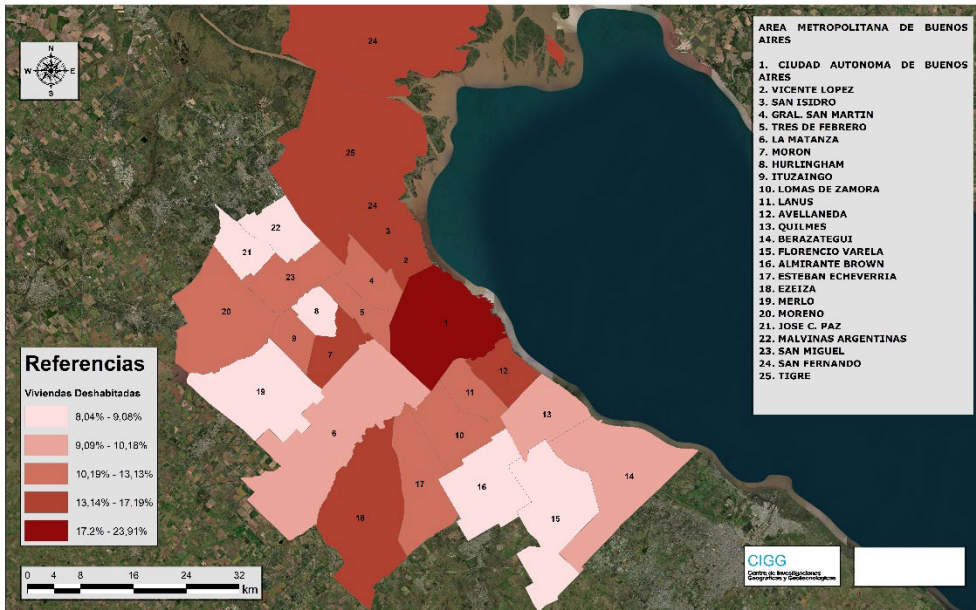 N
W E
S
AREA METROPOLITANA DE BUENOS
AIRES
1. CIUDAD AUTONOMA DE BUENOS
AIRES
2. VICENTE LOPEZ
3. SAN ISIDRO
4. GRAL. SAN MARTIN
5. TRES DE FEBRERO
6. LA MATANZA
7. MORON
8. HURLINGHAM
9. ITUZAINGO
10. LOMAS DE ZAMORA
11. LANUS
12. AVELLANEDA
13. QUILMES
14. BERAZATEGUI
15. FLORENCIO VARELA
16. ALMIRANTE BROWN
17. ESTEBAN ECHEVERRIA
18. EZEIZA
19. MERLO
20. MORENO
21. JOSE C. PAZ
22. MALVINAS ARGENTINAS
23. SAN MIGUEL
24. SAN FERNANDO
25. TIGRE
24
25
24
3
22
21
2
23
4
20
8
5
1
9
7
12
19
11
13
6
10
14
17
16
15
18
Referencias
Viviendas Deshabitadas
8,04% - 9,08%
9,09% - 10,18%
10,19% - 13,13%
13,14% - 17,19%
17.2% - 23,91%
0 4 8 16 24 32
km
CIGG
Centro de Investigaciones
Geográficas y Geotecnológicas